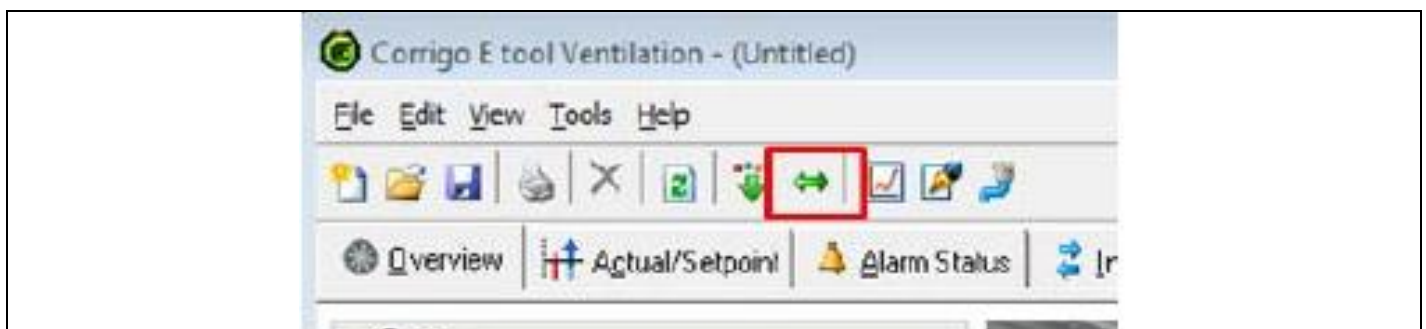 Corrigo E tool Ventilation - (Untitled)
File Edit View Tools Help
Overview Actual/Setpoint Alarm Status